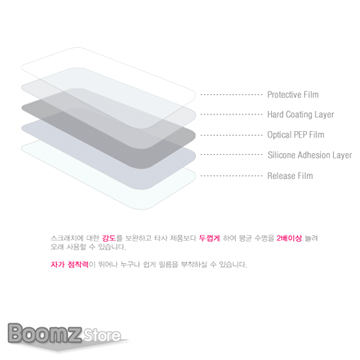 Protective Film
Hard Coating Layer
Optical PEP Film
Silicone Adhesion Layer
Release Film
스크래치에 대한 강도를 보완하고 타사 제품보다 두껍게 하여 평균 수명을 2배이상 늘려
오래 사용할 수 있습니다.
자가 점착력이 뛰어나 누구나 쉽게 필름을 부착하실 수 있습니다.
Boomz Store